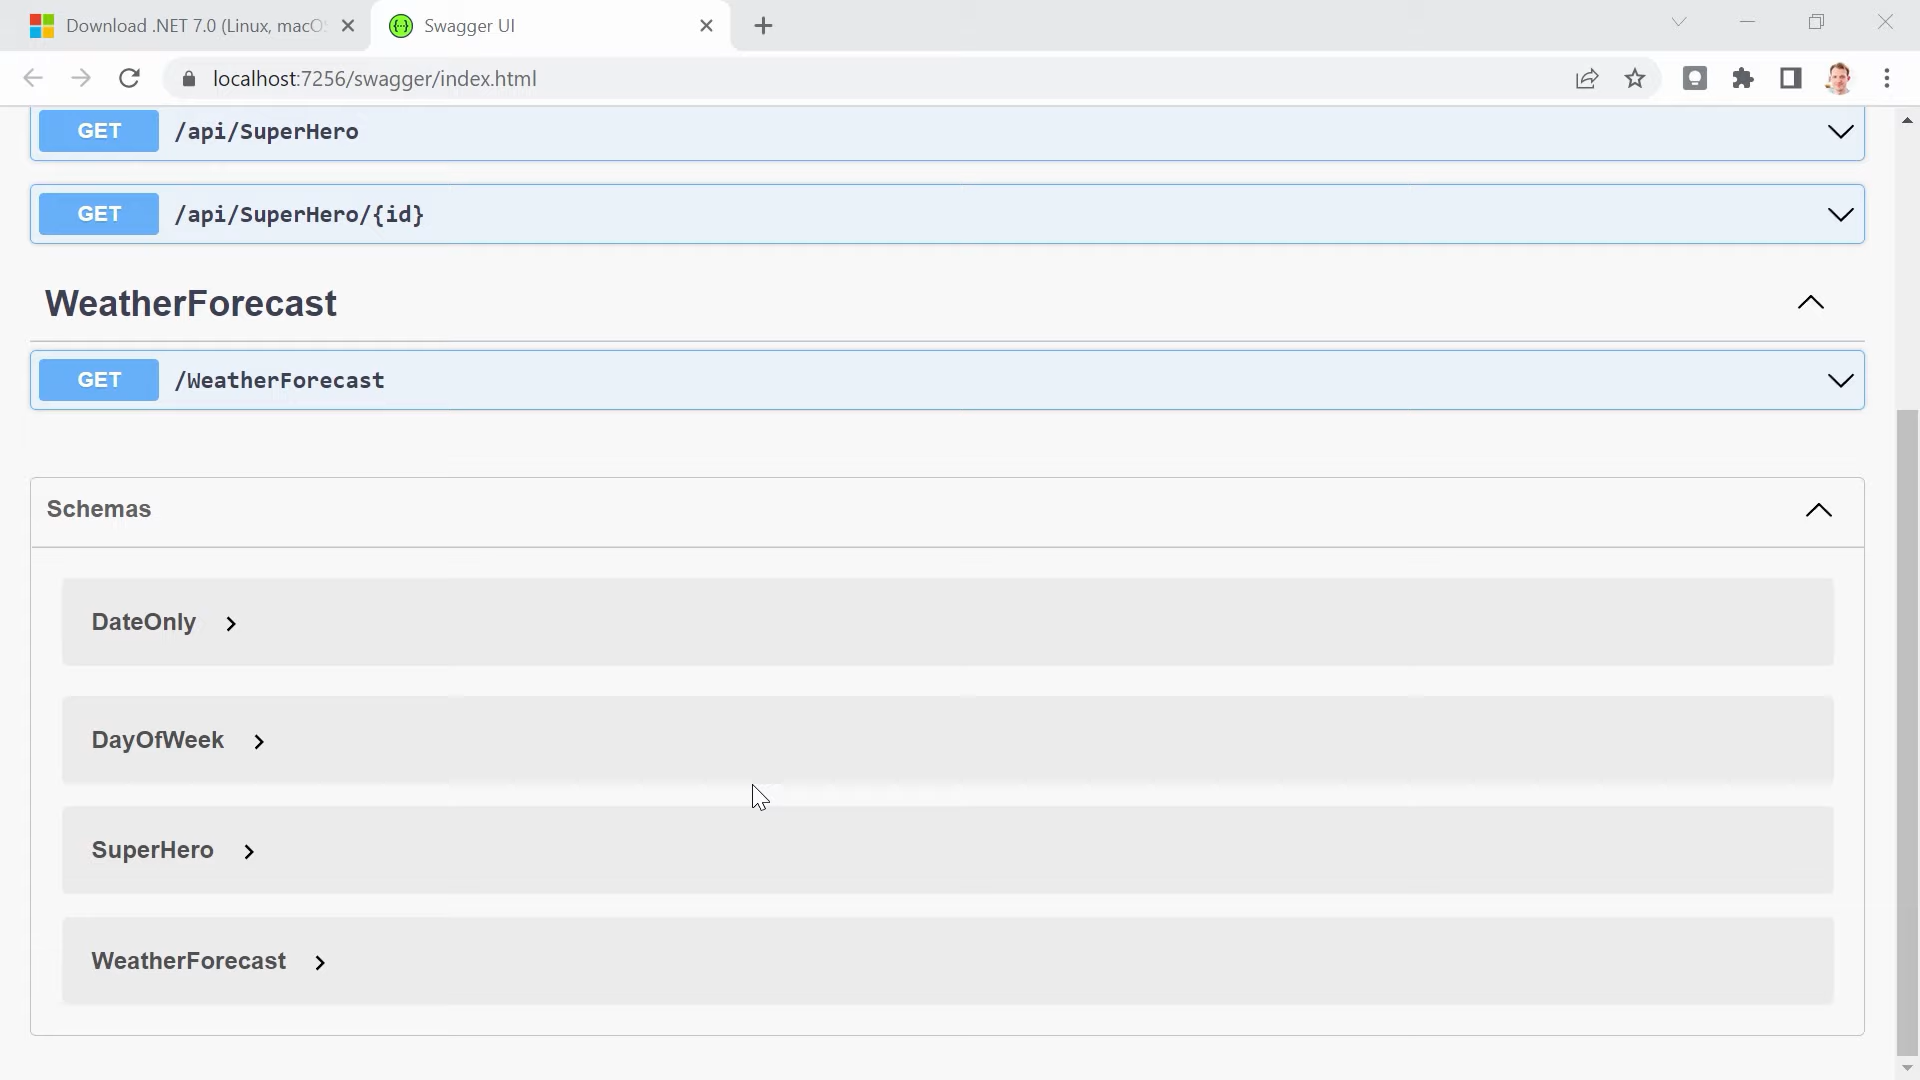 Download .NET 7.0 (Linux, macO
Swagger UI
localhost:7256/swagger/index.html
GET /api/SuperHero
GET /api/SuperHero/{id}
WeatherForecast
GET /WeatherForecast
Schemas
DateOnly
DayOfWeek
SuperHero
WeatherForecast